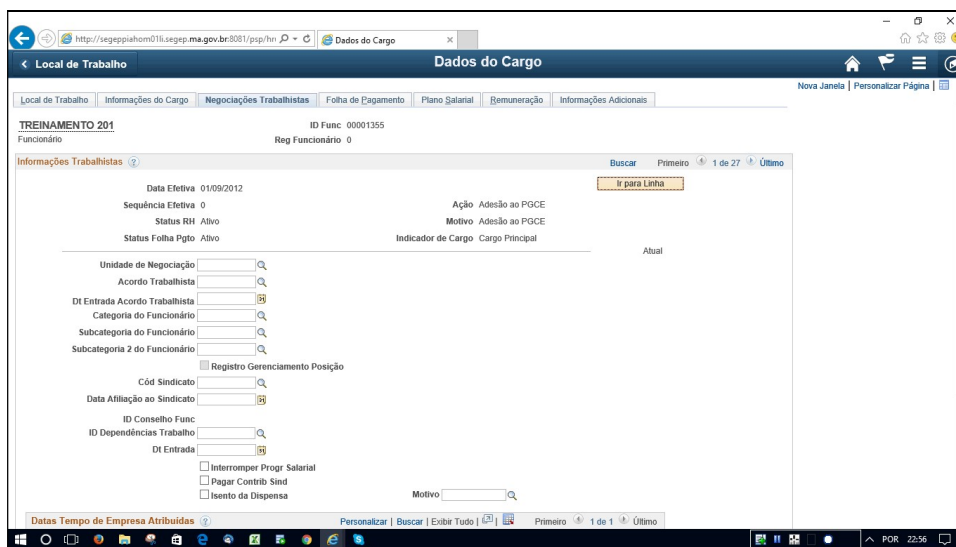 http://segeppiahom01i.segep.ma.gov.br:8081/psp/hn
Dados do Cargo
Local de Trabalho
Dados do Cargo
Nova Janela | Personalizar Página |
Local de Trabalho Informações do Cargo Negociações Trabalhistas Folha de Pagamento Plano Salarial Remuneração Informações Adicionais
TREINAMENTO 201 ID Func 00001355
Funcionário Reg Funcionário 0
Informações Trabalhistas ? Buscar Primeiro 1 de 27 Último
Ir para Linha
Data Efetiva 01/09/2012
Sequência Efetiva 0 Ação Adesão ao PGCE
Status RH Ativo Motivo Adesão ao PGCE
Status Folha Pgto Ativo Indicador de Cargo Cargo Principal
Atual
Unidade de Negociação
Acordo Trabalhista
Dt Entrada Acordo Trabalhista
Categoria do Funcionário
Subcategoria do Funcionário
Subcategoria 2 do Funcionário
Registro Gerenciamento Posição
Cód Sindicato
Data Afiliação ao Sindicato
ID Conselho Func
ID Dependências Trabalho
Dt Entrada
Interromper Progr Salarial
Pagar Contrib Sind
Isento da Dispensa Motivo
Datas Tempo de Empresa Atribuídas ? Personalizar | Buscar | Exibir Tudo | | Primeiro 1 de 1 Último
POR 22:56